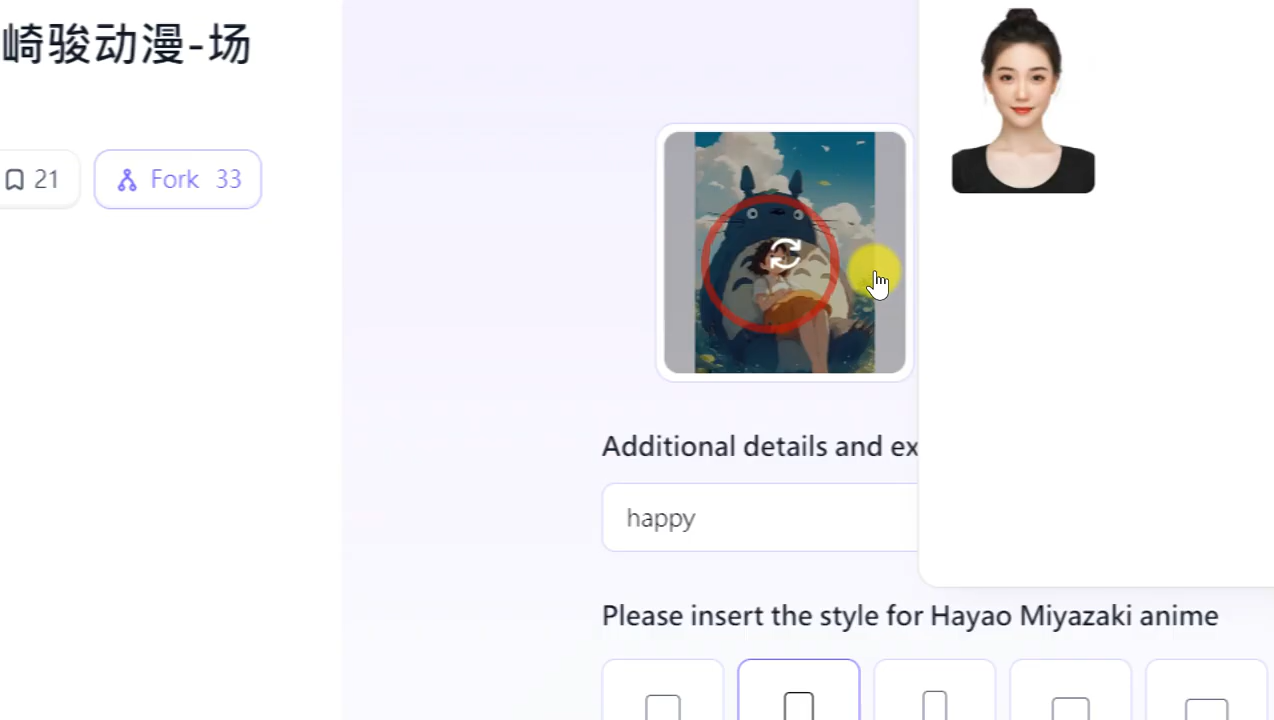 崎骏动漫-场
21
Fork 33
Additional details and ex
happy
Please insert the style for Hayao Miyazaki anime